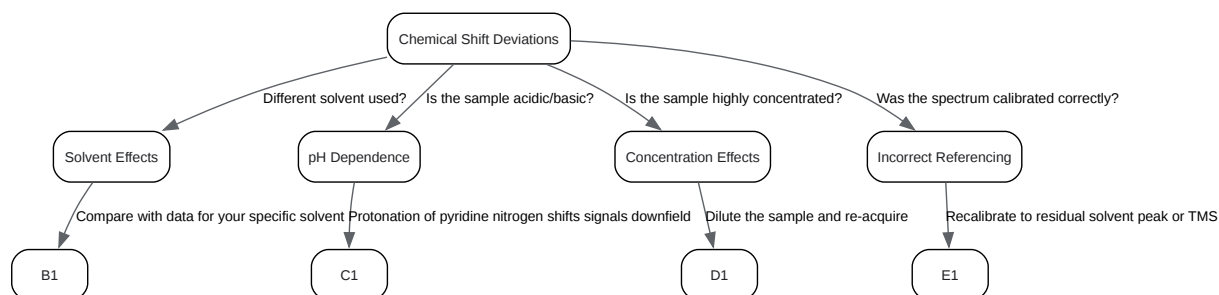 Chemical Shift Deviations
Different solvent used?
Is the sample acidic/basic?
Is the sample highly concentrated?
Was the spectrum calibrated correctly?
Solvent Effects
pH Dependence
Concentration Effects
Incorrect Referencing
Compare with data for your specific solvent
Protonation of pyridine nitrogen shifts signals downfield
Dilute the sample and re-acquire
Recalibrate to residual solvent peak or TMS
B1
C1
D1
E1